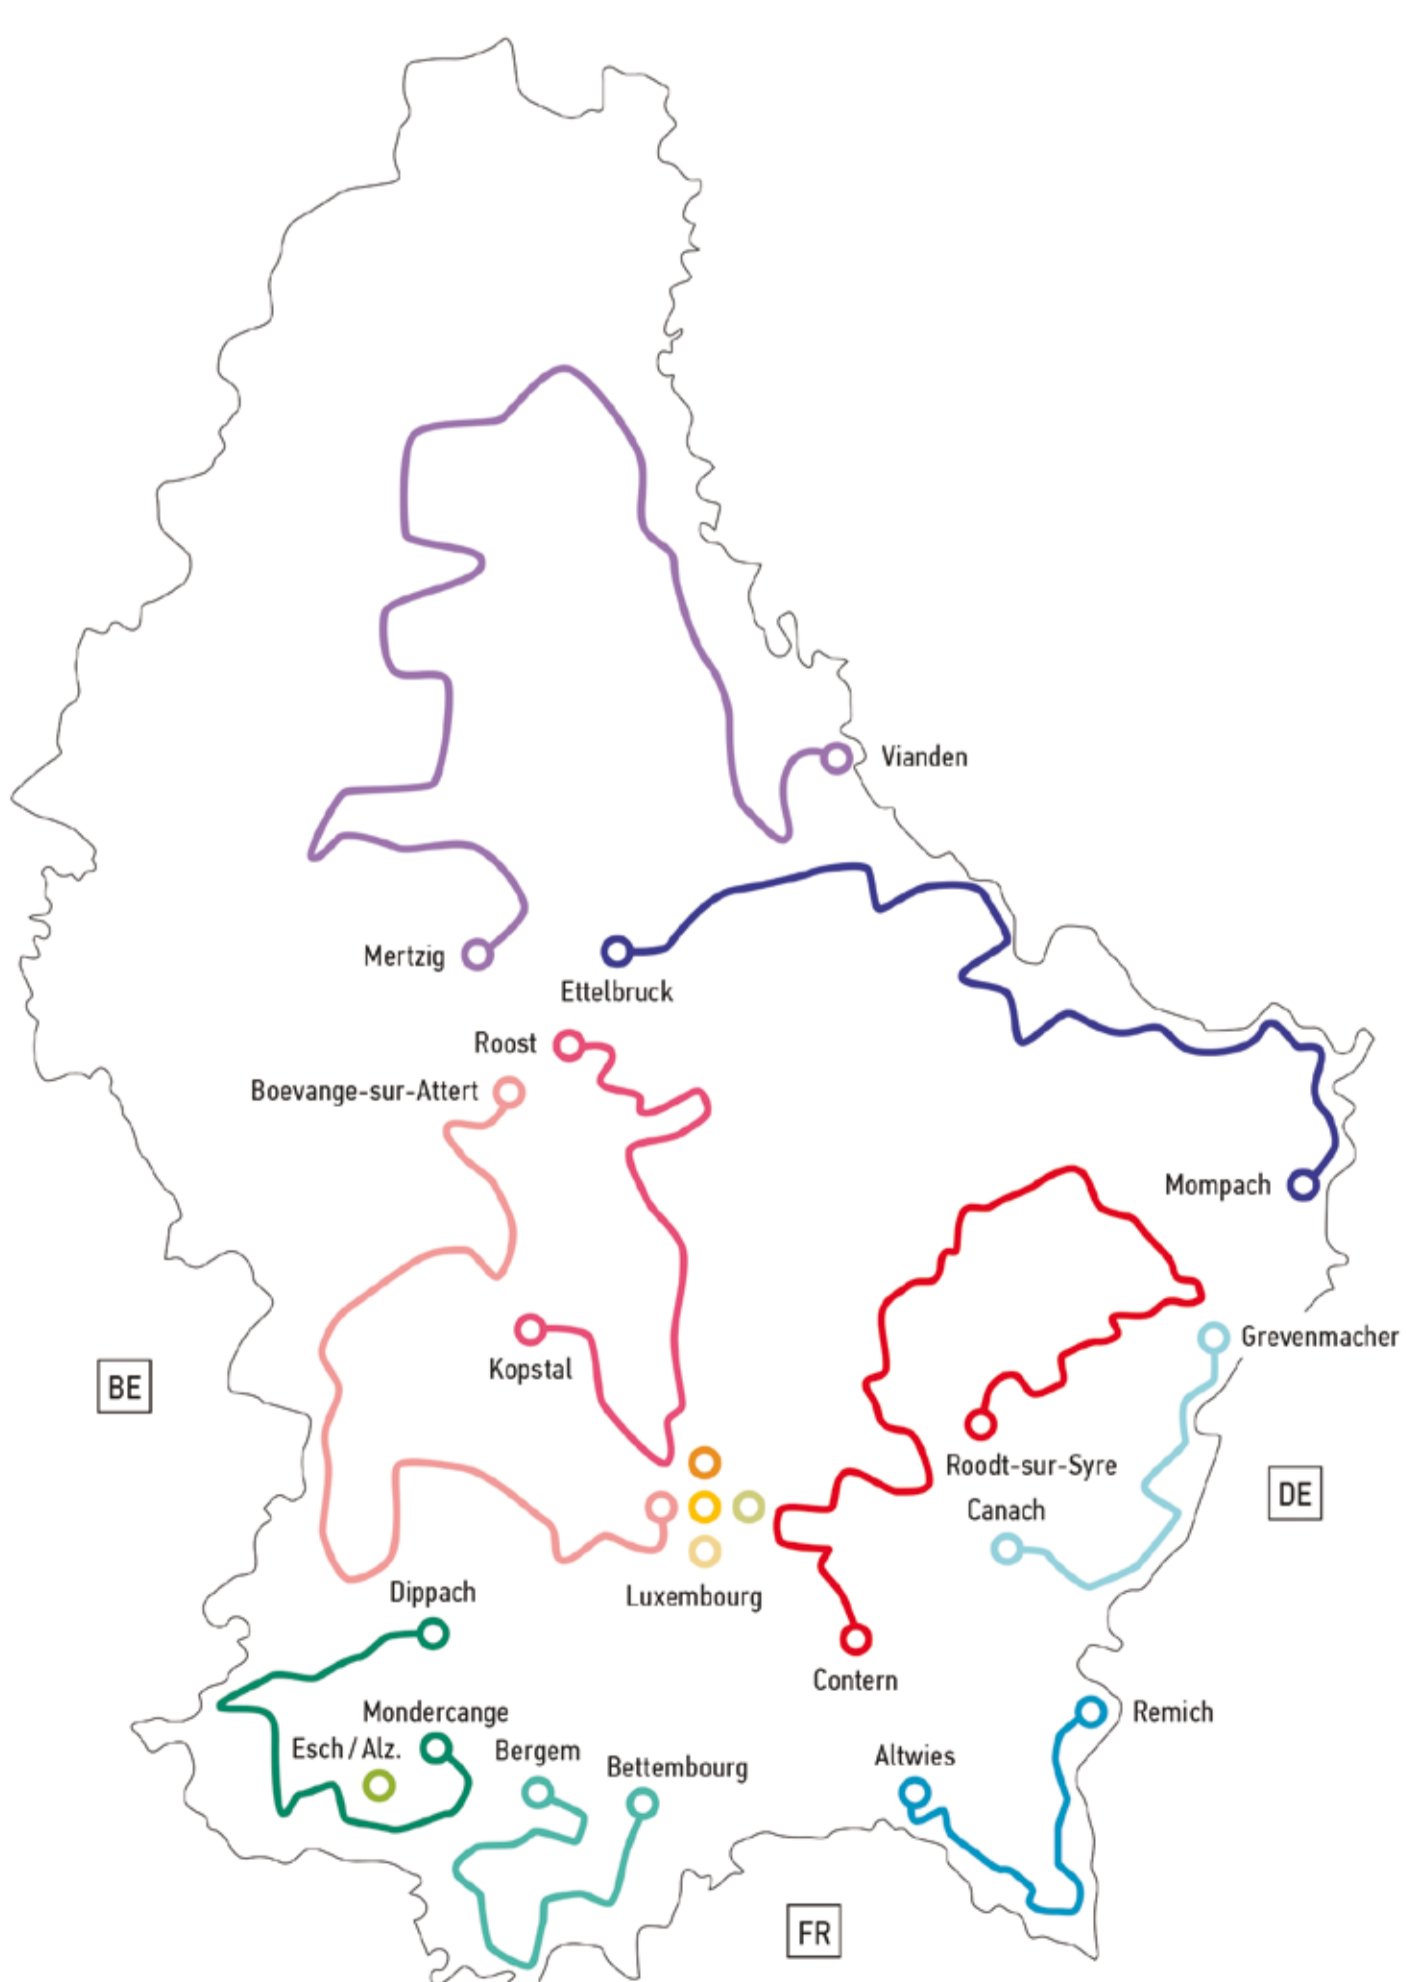 Vianden
Mertzig
Ettelbruck
Roost
Boevange-sur-Attert
Mompach
Kopstal
Grevenmacher
BE
Roodt-sur-Syre
DE
Canach
Dippach
Luxembourg
Contern
Mondercange
Remich
Esch / Alz.
Bergem
Altwies
Bettembourg
FR